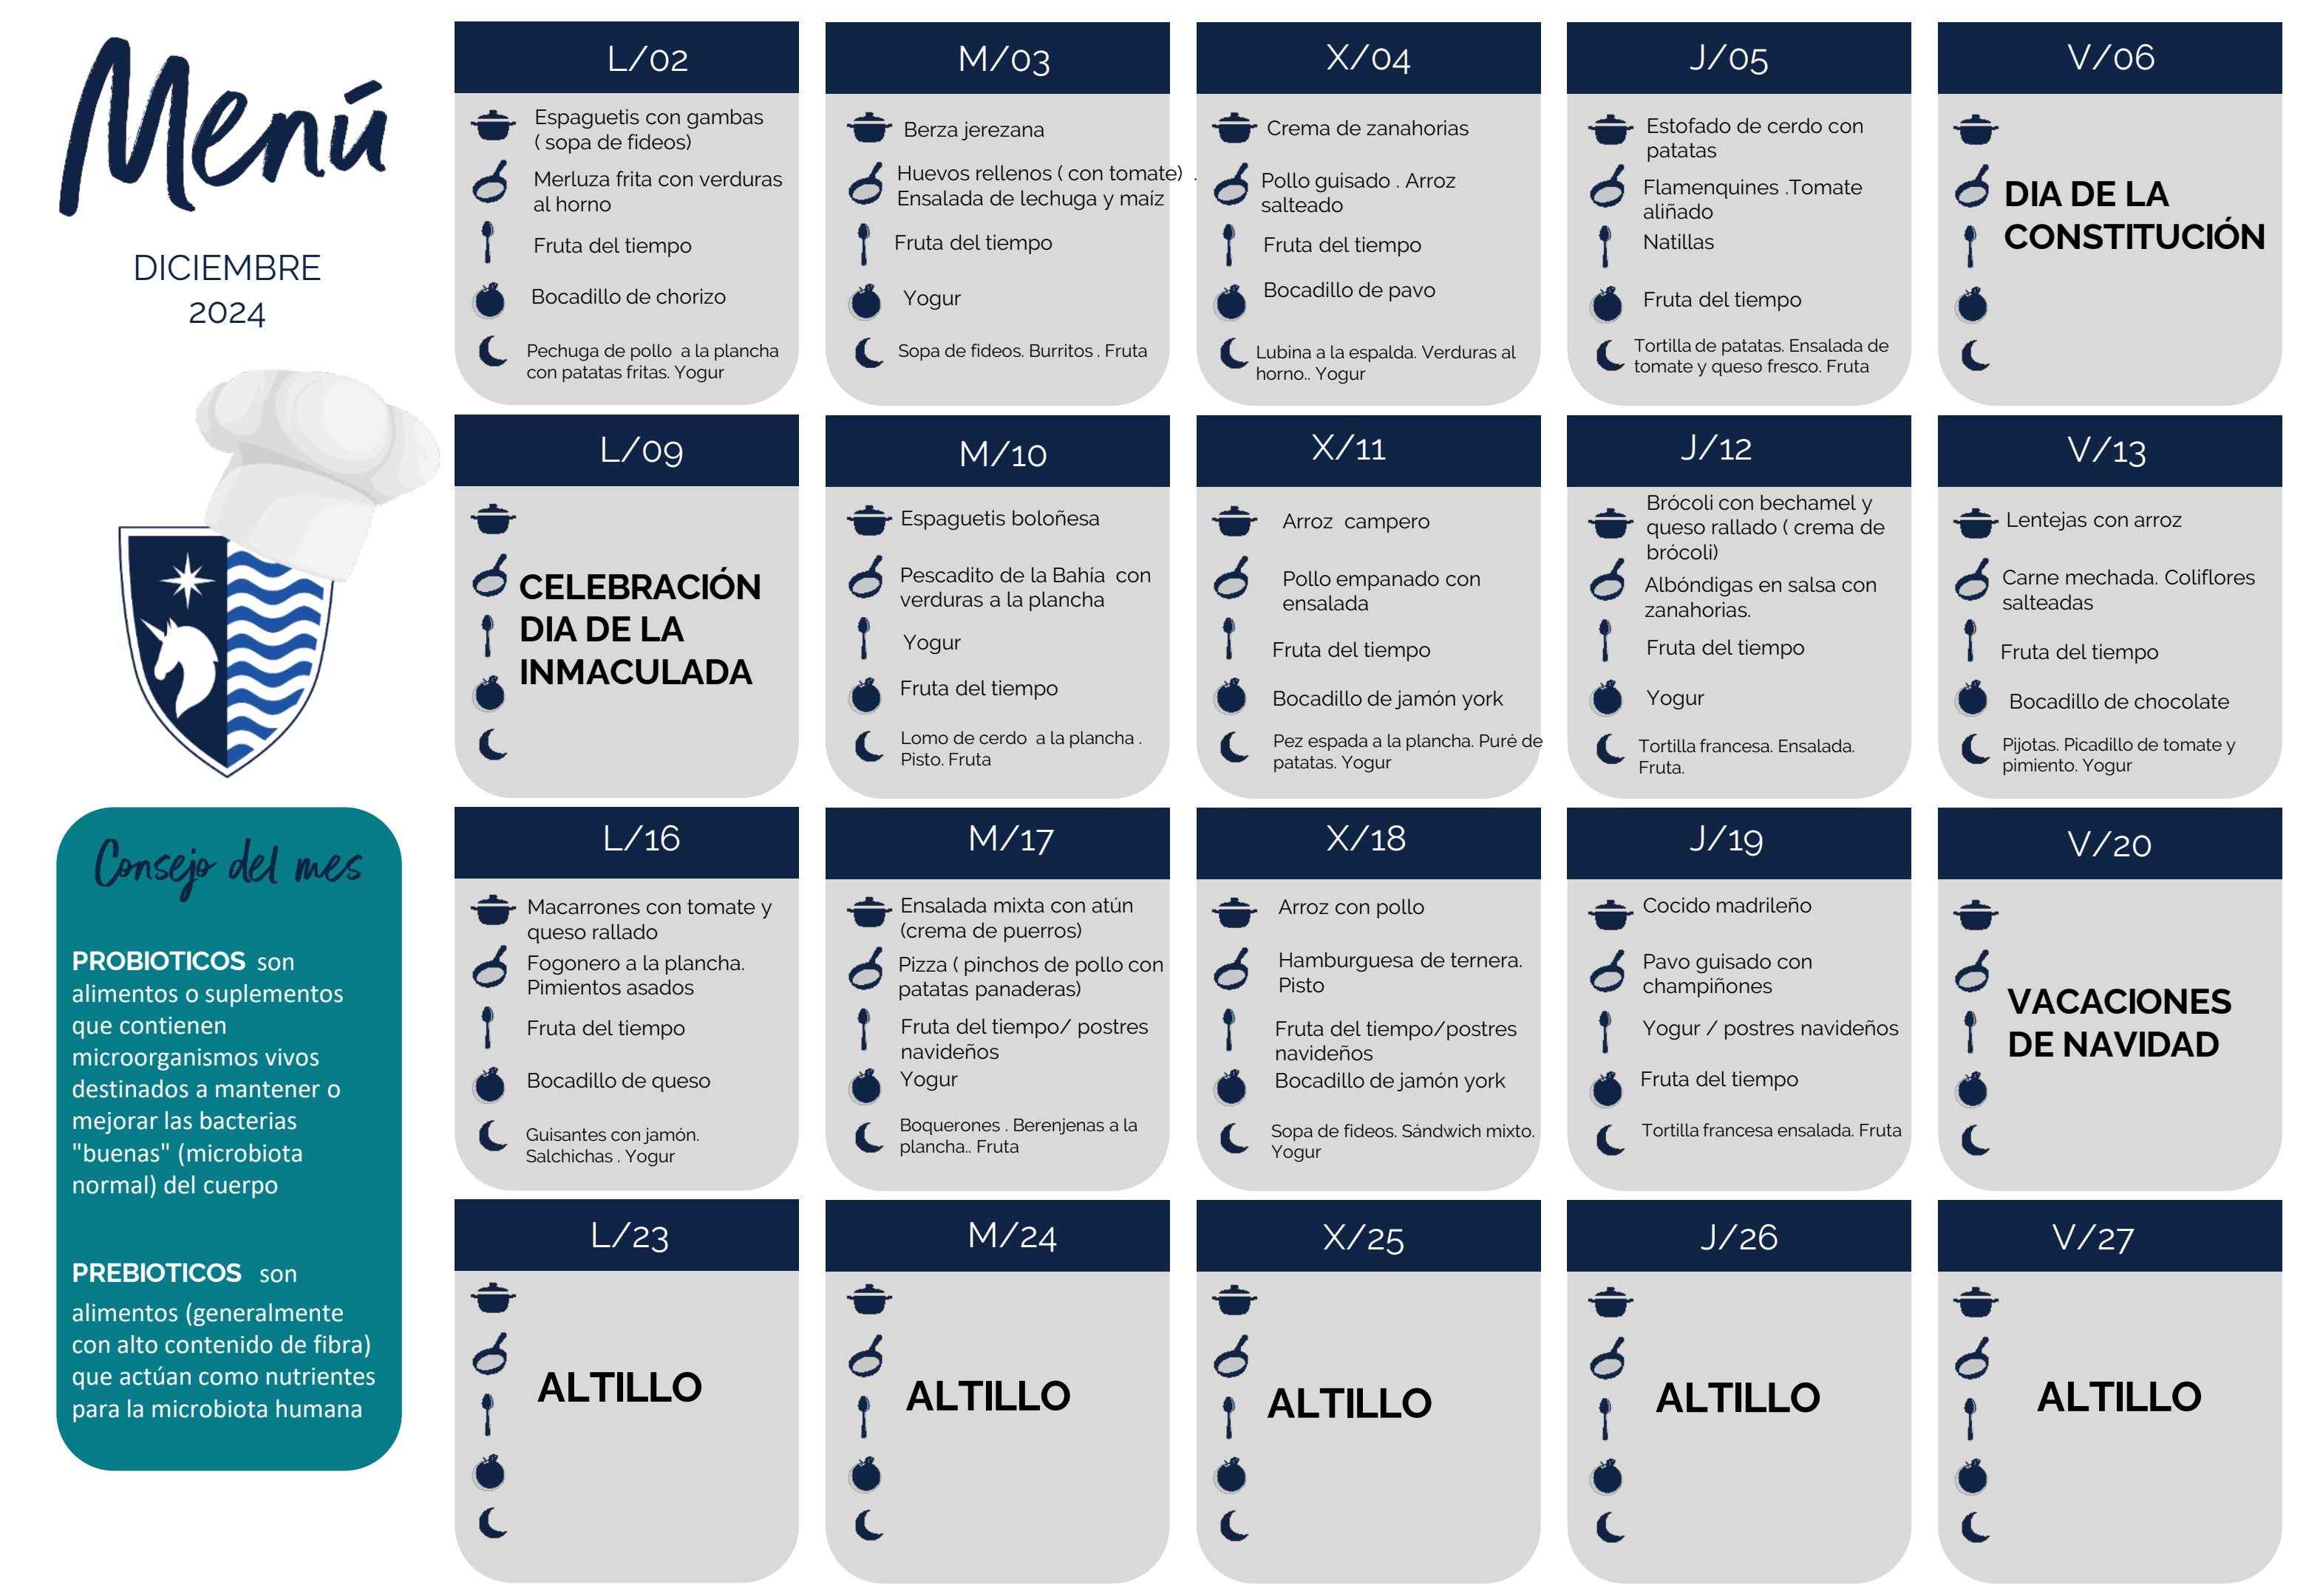 Menú
DICIEMBRE
2024
L/02
Espaguetis con gambas
( sopa de fideos)
Merluza frita con verduras
al horno
Fruta del tiempo
Bocadillo de chorizo
Pechuga de pollo a la plancha
con patatas fritas. Yogur
M/03
Berza jerezana
Huevos rellenos ( con tomate) .
Ensalada de lechuga y maíz
Fruta del tiempo
Yogur
Sopa de fideos. Burritos . Fruta
X/04
Crema de zanahorias
Pollo guisado . Arroz
salteado
Fruta del tiempo
Bocadillo de pavo
Lubina a la espalda. Verduras al
horno.. Yogur
J/05
Estofado de cerdo con
patatas
Flamenquines .Tomate
aliñado
Natillas
Fruta del tiempo
Tortilla de patatas. Ensalada de
tomate y queso fresco. Fruta
V/06
DIA DE LA
CONSTITUCIÓN
L/09
CELEBRACIÓN
DIA DE LA
INMACULADA
M/10
Espaguetis boloñesa
Pescadito de la Bahía con
verduras a la plancha
Yogur
Fruta del tiempo
Lomo de cerdo a la plancha .
Pisto. Fruta
X/11
Arroz campero
Pollo empanado con
ensalada
Fruta del tiempo
Bocadillo de jamón york
Pez espada a la plancha. Puré de
patatas. Yogur
J/12
Brócoli con bechamel y
queso rallado ( crema de
brócoli)
Albóndigas en salsa con
zanahorias.
Fruta del tiempo
Yogur
Tortilla francesa. Ensalada.
Fruta.
V/13
Lentejas con arroz
Carne mechada. Coliflores
salteadas
Fruta del tiempo
Bocadillo de chocolate
Pijotas. Picadillo de tomate y
pimiento. Yogur
Consejo del mes
PROBIOTICOS son
alimentos o suplementos
que contienen
microorganismos vivos
destinados a mantener o
mejorar las bacterias
"buenas" (microbiota
normal) del cuerpo
PREBIOTICOS son
alimentos (generalmente
con alto contenido de fibra)
que actúan como nutrientes
para la microbiota humana
L/16
Macarrones con tomate y
queso rallado
Fogonero a la plancha.
Pimientos asados
Fruta del tiempo
Bocadillo de queso
Guisantes con jamón.
Salchichas . Yogur
M/17
Ensalada mixta con atún
(crema de puerros)
Pizza ( pinchos de pollo con
patatas panaderas)
Fruta del tiempo/ postres
navideños
Yogur
Boquerones . Berenjenas a la
plancha.. Fruta
X/18
Arroz con pollo
Hamburguesa de ternera.
Pisto
Fruta del tiempo/postres
navideños
Bocadillo de jamón york
Sopa de fideos. Sándwich mixto.
Yogur
J/19
Cocido madrileño
Pavo guisado con
champiñones
Yogur / postres navideños
Fruta del tiempo
Tortilla francesa ensalada. Fruta
V/20
VACACIONES
DE NAVIDAD
L/23
ALTILLO
M/24
ALTILLO
X/25
ALTILLO
J/26
ALTILLO
V/27
ALTILLO